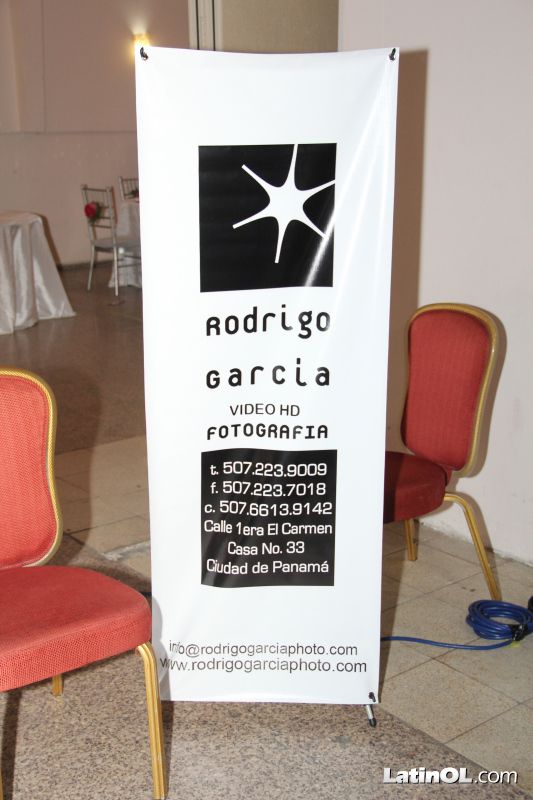 Rodrigo
Garcia
VIDEO HD
FOTOGRAFIA
t. 507.223.9009
f. 507.223.7018
c. 507.6613.9142
Calle 1era El Carmen
Casa No. 33
Ciudad de Panamá
info@rodrigogarciaphoto.com
www.rodrigogarciaphoto.com
LatinOL.com